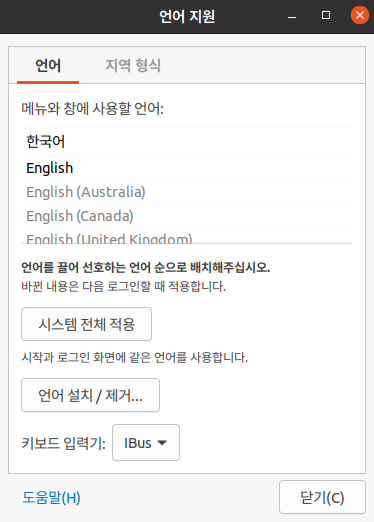 언어 지원
언어 지역 형식
메뉴와 창에 사용할 언어:
한국어
English
English (Australia)
English (Canada)
English (United Kingdom)
언어를 끌어 선호하는 언어 순으로 배치해주십시오.
바뀐 내용은 다음 로그인할 때 적용합니다.
시스템 전체 적용
시작과 로그인 화면에 같은 언어를 사용합니다.
언어 설치 / 제거...
키보드 입력기: IBus
도움말(H) 닫기(C)